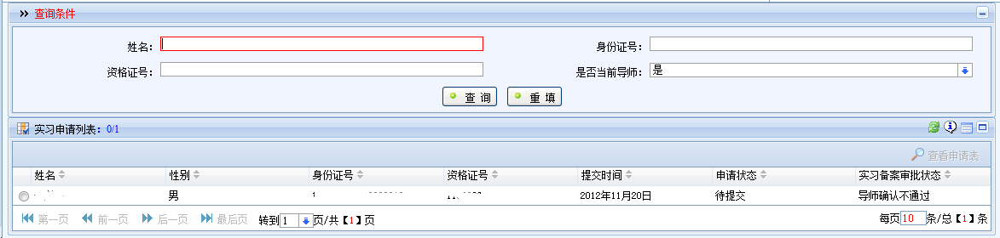 查询条件
姓名： 身份证号：
资格证号： 是否当前导师： 是
查 询 重 填
实习申请列表：0/1
查看申请表
姓名 性别 身份证号 资格证号 提交时间 申请状态 实习备案审批状态
男 2012年11月20日 待提交 导师确认不通过
第一页 前一页 后一页 最后页 转到 1 页/共【1】页 每页 10 条/总【1】条